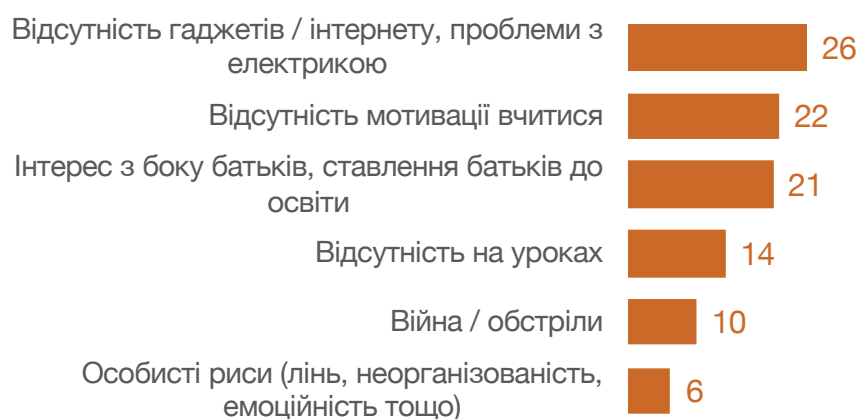 Відсутність гаджетів / інтернету, проблеми з
електрикою
26
Відсутність мотивації вчитися
22
Інтерес з боку батьків, ставлення батьків до
освіти
21
Відсутність на уроках
14
Війна / обстріли
10
Особисті риси (лінь, неорганізованість,
емоційність тощо)
6